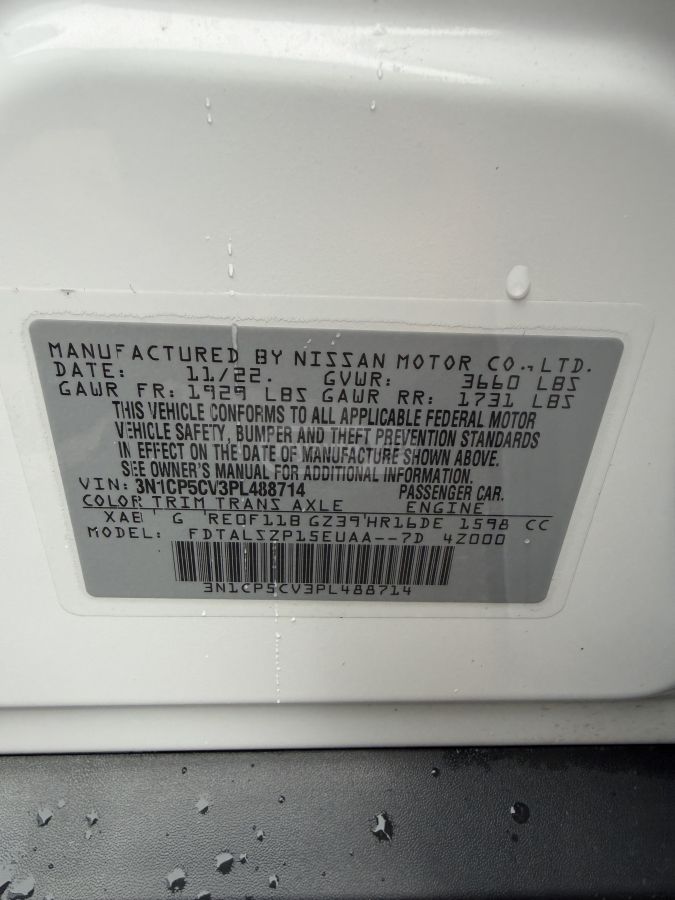 MANUFACTURED BY NISSAN MOTOR CO., LTD.
DATE: 11/22. GVWR: 3660 LBS
GAWR FR: 1929 LBS GAWR RR: 1731 LBS
THIS VEHICLE CONFORMS TO ALL APPLICABLE FEDERAL MOTOR
VEHICLE SAFETY, BUMPER AND THEFT PREVENTION STANDARDS
IN EFFECT ON THE DATE OF MANUFACTURE SHOWN ABOVE.
SEE OWNER'S MANUAL FOR ADDITIONAL INFORMATION.
VIN: 3N1CP5CV3PL488714 PASSENGER CAR.
COLOR TRIM TRANS AXLE ENGINE
G RE0F11B GZ39 HR16DE 1598 CC
MODEL: FDTALSZP15EUAA--7D 4Z000
3N1CP5CV3PL488714